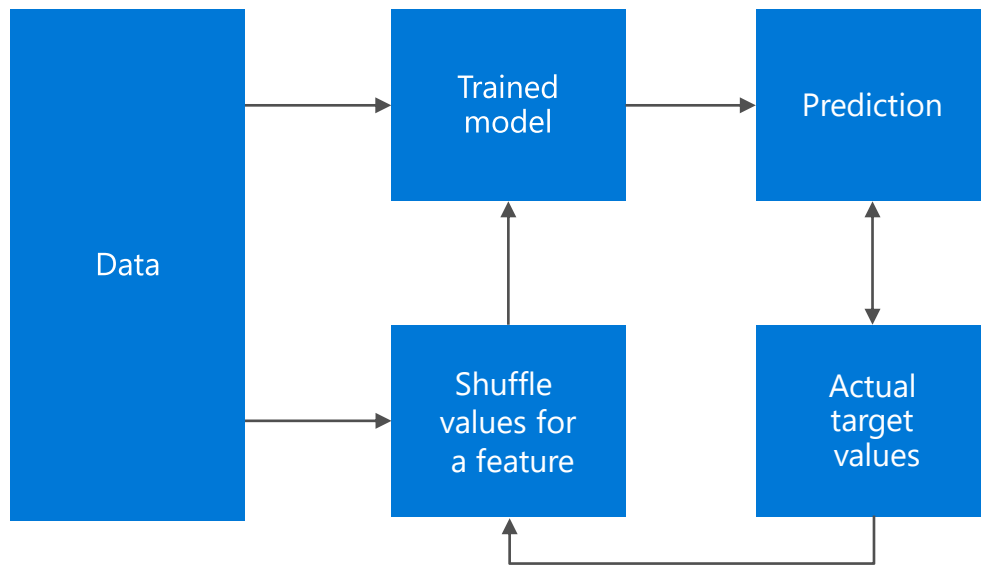 Data
Trained
model
Prediction
Shuffle
values for
a feature
Actual
target
values